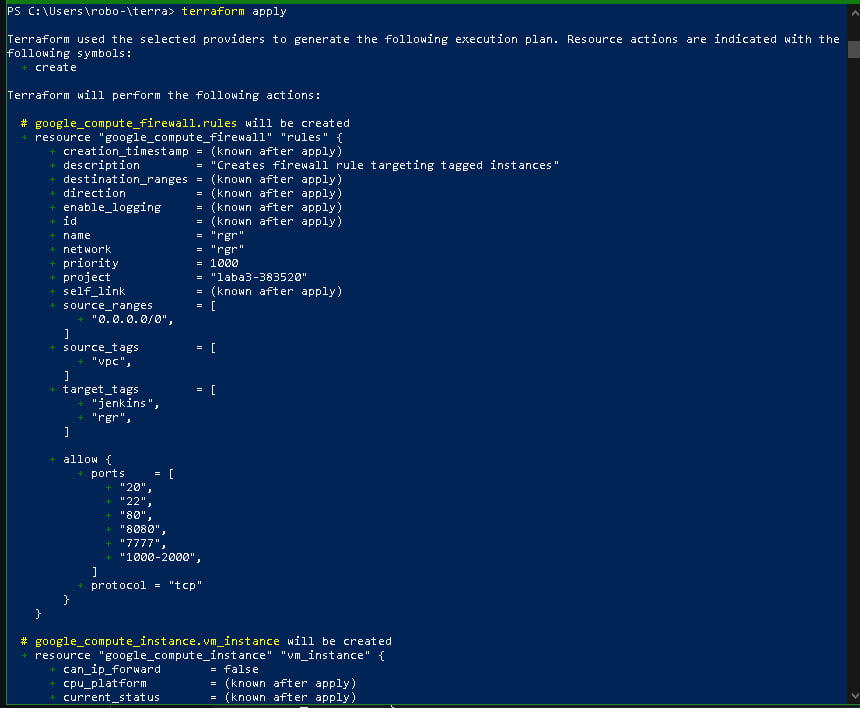 PS C:\Users\robo-\terra> terraform apply
Terraform used the selected providers to generate the following execution plan. Resource actions are indicated with the
following symbols:
  + create
Terraform will perform the following actions:
  # google_compute_firewall.rules will be created
  + resource "google_compute_firewall" "rules" {
      + creation_timestamp = (known after apply)
      + description        = "Creates firewall rule targeting tagged instances"
      + destination_ranges = (known after apply)
      + direction          = (known after apply)
      + enable_logging     = (known after apply)
      + id                 = (known after apply)
      + name               = "rgr"
      + network            = "rgr"
      + priority           = 1000
      + project            = "laba3-383520"
      + self_link          = (known after apply)
      + source_ranges      = [
          + "0.0.0.0/0",
        ]
      + source_tags        = [
          + "vpc",
        ]
      + target_tags        = [
          + "jenkins",
          + "rgr",
        ]
      + allow {
          + ports    = [
              + "20",
              + "22",
              + "80",
              + "8080",
              + "7777",
              + "1000-2000",
            ]
          + protocol = "tcp"
        }
    }
  # google_compute_instance.vm_instance will be created
  + resource "google_compute_instance" "vm_instance" {
      + can_ip_forward       = false
      + cpu_platform         = (known after apply)
      + current_status       = (known after apply)